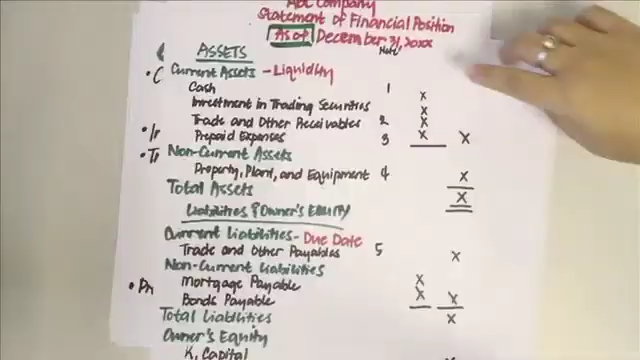 ABC Company
Statement of Financial Position
As of December 31, 20xx
Note
ASSETS
Current Assets - Liquidity
Cash 1 x
Investment in Trading Securities x
Trade and Other Receivables 2 x
Prepaid Expenses 3 x x
Non-Current Assets
Property, Plant, and Equipment 4 x
Total Assets x
Liabilities & Owner's Equity
Current Liabilities - Due Date
Trade and Other Payables 5 x
Non-Current Liabilities
Mortgage Payable x
Bonds Payable x x
Total Liabilities x
Owner's Equity
K, Capital